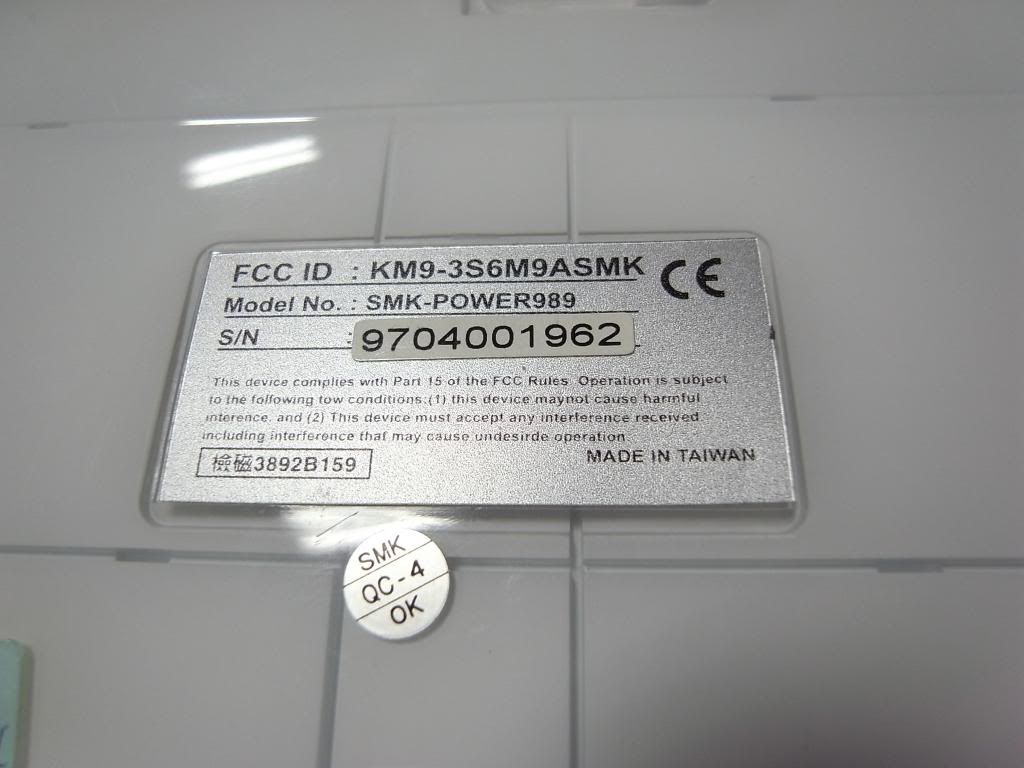 FCC ID : KM9-3S6M9ASMK CE
Model No. : SMK-POWER989
S/N : 9704001962
This device complies with Part 15 of the FCC Rules. Operation is subject
to the following tow conditions:(1) this device maynot cause harmful
interence, and (2) This device must accept any interference received
including interference that may cause undesirde operation
檢磁3892B159
MADE IN TAIWAN
SMK
QC-4
OK